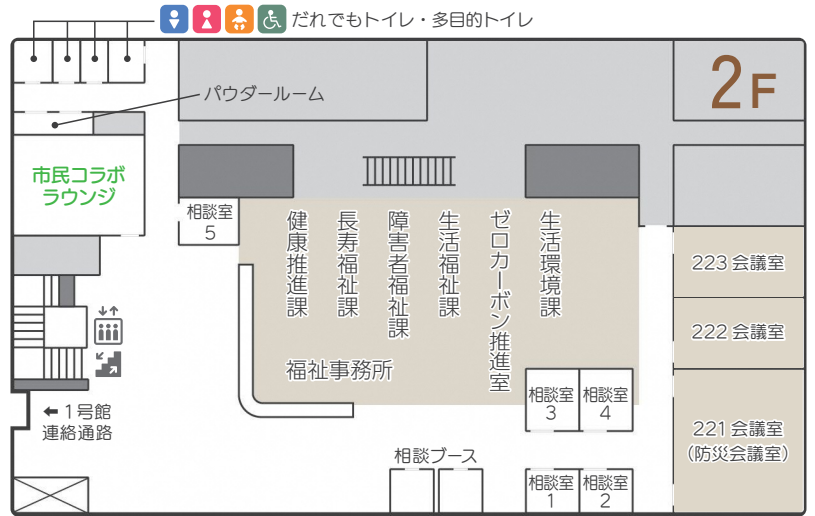 だれでもトイレ・多目的トイレ
2F
パウダールーム
市民コラボ
ラウンジ
相談室
5
健康推進課
長寿福祉課
障害者福祉課
生活福祉課
ゼロカーボン推進室
生活環境課
福祉事務所
223 会議室
222 会議室
221 会議室
(防災会議室)
相談室
3
相談室
4
1号館
連絡通路
相談ブース
相談室
1
相談室
2